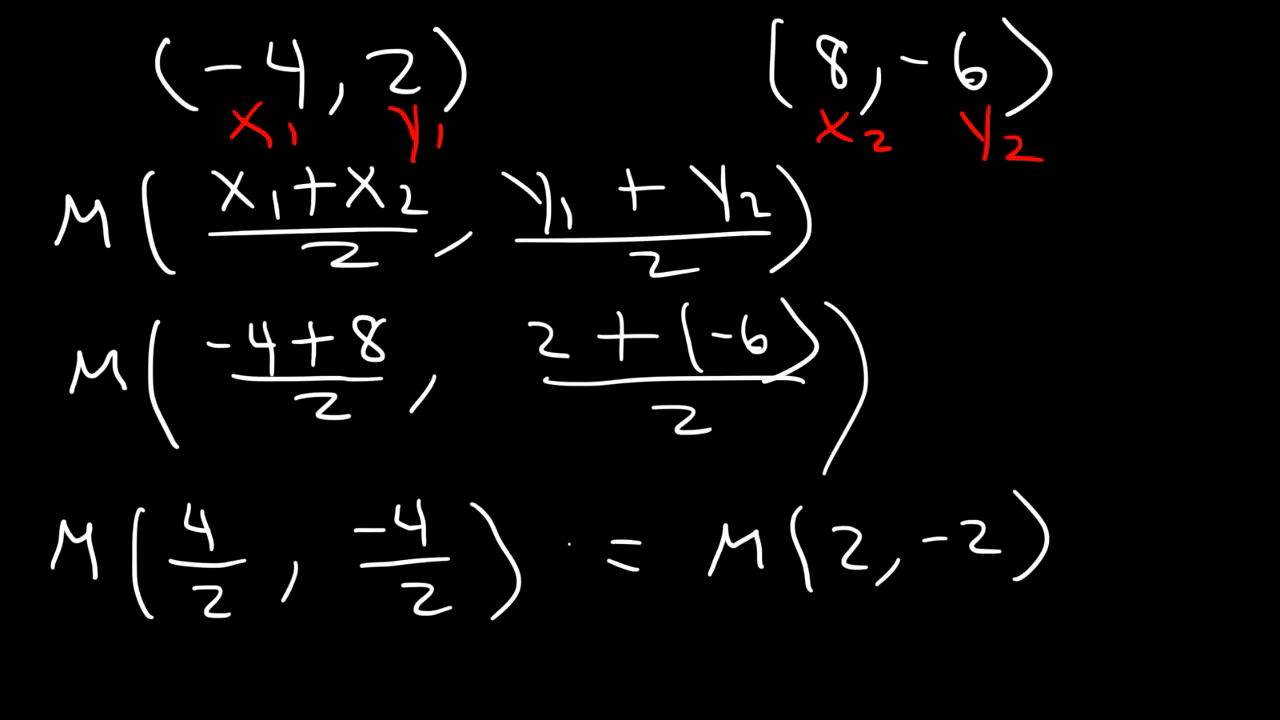 (-4, 2) (8, -6)
x₁ y₁ x₂ y₂
M( (x₁+x₂)/2 , (y₁+y₂)/2 )
M( (-4+8)/2 , (2+(-6))/2 )
M( 4/2 , -4/2 ) = M(2, -2)